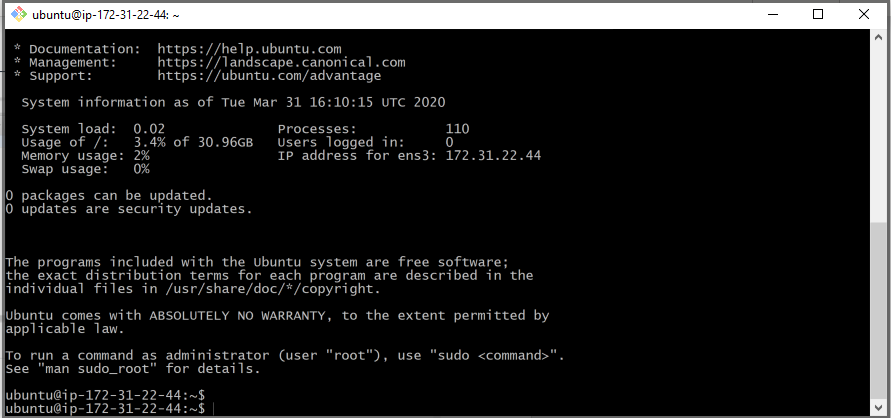 ubuntu@ip-172-31-22-44: ~
* Documentation:  https://help.ubuntu.com
* Management:     https://landscape.canonical.com
* Support:        https://ubuntu.com/advantage
System information as of Tue Mar 31 16:10:15 UTC 2020
System load:  0.02              Processes:           110
Usage of /:   3.4% of 30.96GB   Users logged in:     0
Memory usage: 2%                IP address for ens3: 172.31.22.44
Swap usage:   0%
0 packages can be updated.
0 updates are security updates.
The programs included with the Ubuntu system are free software;
the exact distribution terms for each program are described in the
individual files in /usr/share/doc/*/copyright.
Ubuntu comes with ABSOLUTELY NO WARRANTY, to the extent permitted by
applicable law.
To run a command as administrator (user "root"), use "sudo <command>".
See "man sudo_root" for details.
ubuntu@ip-172-31-22-44:~$
ubuntu@ip-172-31-22-44:~$